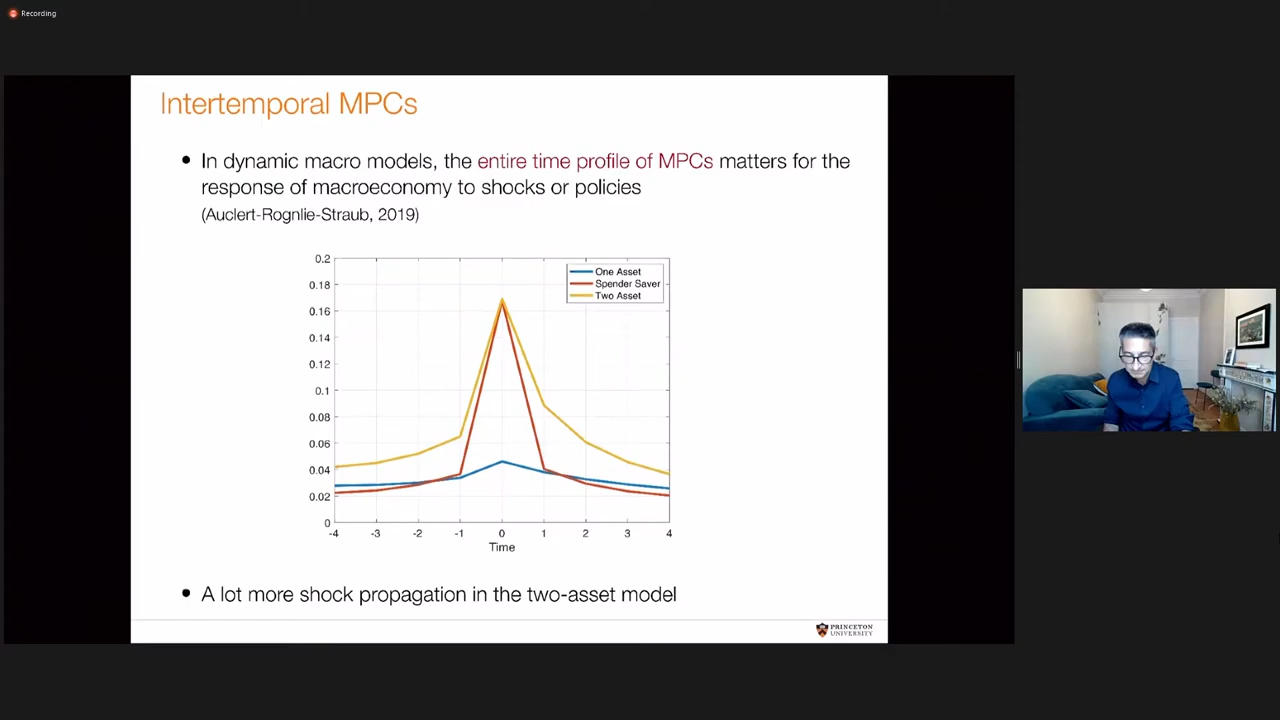 Recording
Intertemporal MPCs
• In dynamic macro models, the entire time profile of MPCs matters for the
response of macroeconomy to shocks or policies
(Auclert-Rognlie-Straub, 2019)
0.2
0.18
0.16
0.14
0.12
0.1
0.08
0.06
0.04
0.02
0
One Asset
Spender Saver
Two Asset
-4 -3 -2 -1 0 1 2 3 4
Time
• A lot more shock propagation in the two-asset model
PRINCETON
UNIVERSITY